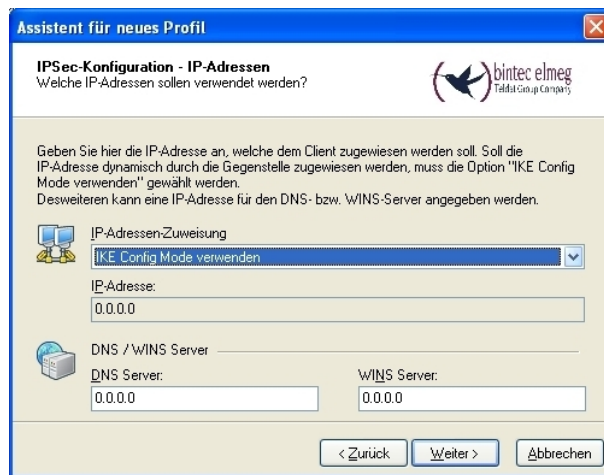 Assistent für neues Profil
IPSec-Konfiguration - IP-Adressen
Welche IP-Adressen sollen verwendet werden?
bintec elmeg
Teldat Group Company
Geben Sie hier die IP-Adresse an, welche dem Client zugewiesen werden soll. Soll die
IP-Adresse dynamisch durch die Gegenstelle zugewiesen werden, muss die Option "IKE Config
Mode verwenden" gewählt werden.
Desweiteren kann eine IP-Adresse für den DNS- bzw. WINS-Server angegeben werden.
IP-Adressen-Zuweisung
IKE Config Mode verwenden
IP-Adresse:
0.0.0.0
DNS / WINS Server
DNS Server:
WINS Server:
0.0.0.0
0.0.0.0
< Zurück
Weiter >
Abbrechen